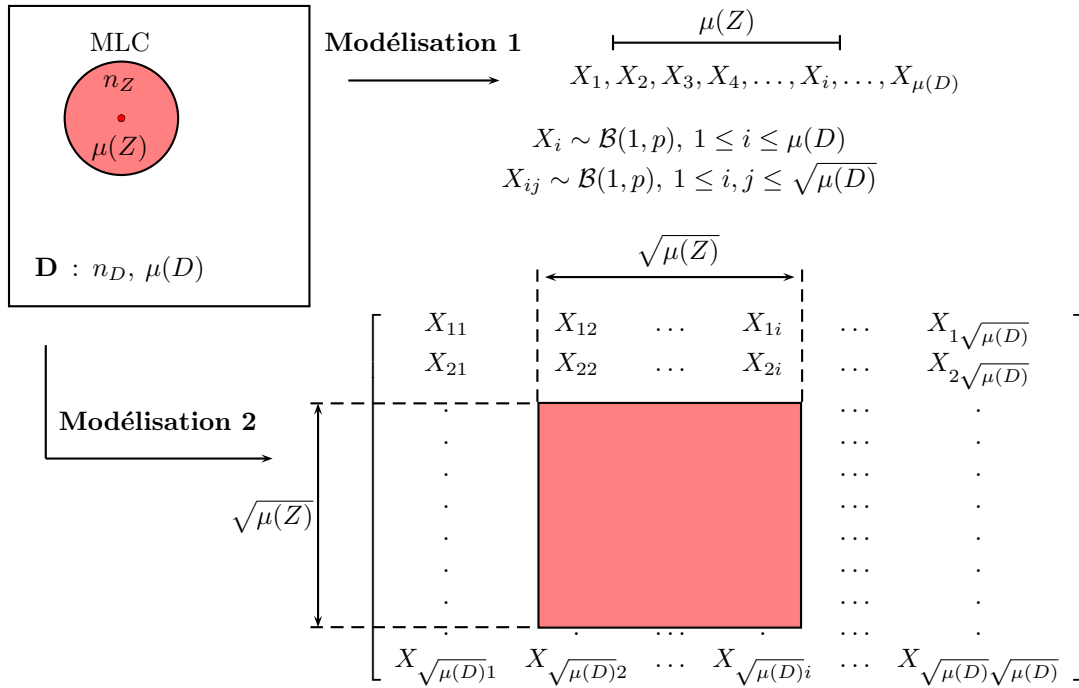 MLC
n_Z
μ(Z)
D : n_D, μ(D)
Modélisation 1
μ(Z)
X_1, X_2, X_3, X_4, . . . , X_i, . . . , X_{μ(D)}
X_i ∼ B(1, p), 1 ≤ i ≤ μ(D)
X_{ij} ∼ B(1, p), 1 ≤ i, j ≤ √μ(D)
Modélisation 2
√μ(Z)
√μ(Z)
X_{11} X_{12} . . . X_{1i} . . . X_{1√μ(D)}
X_{21} X_{22} . . . X_{2i} . . . X_{2√μ(D)}
. . . . .
. . . . .
. . . . .
. . . . .
. . . . .
. . . . .
. . . . .
. . . . . . . . . . .
X_{√μ(D)1} X_{√μ(D)2} . . . X_{√μ(D)i} . . . X_{√μ(D)√μ(D)}